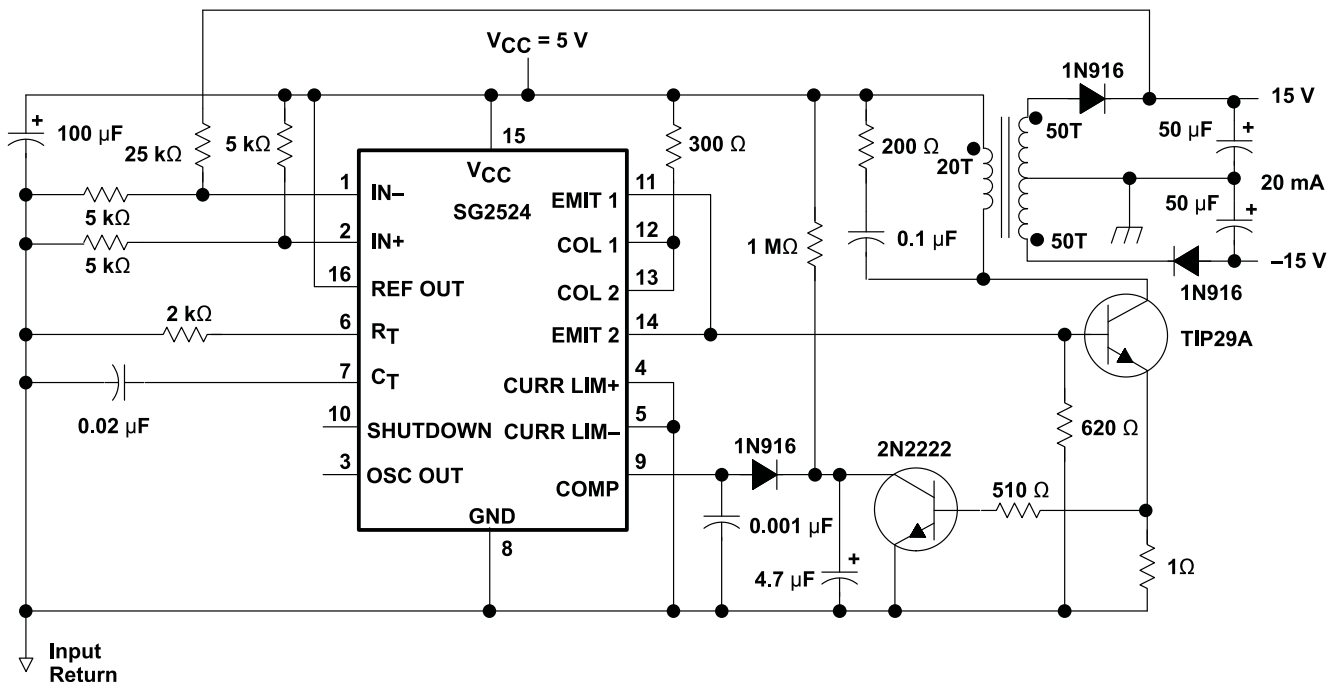 VCC = 5 V
1N916
15 V
100 µF
25 kΩ
5 kΩ
15
VCC
SG2524
300 Ω
200 Ω
20T
50T
50 µF
20 mA
50 µF
50T
–15 V
1N916
5 kΩ
5 kΩ
1
IN–
2
IN+
16
REF OUT
2 kΩ
6
RT
7
CT
0.02 µF
10
SHUTDOWN
3
OSC OUT
GND
8
EMIT 1
11
COL 1
12
COL 2
13
EMIT 2
14
CURR LIM+
4
CURR LIM–
5
COMP
9
1 MΩ
0.1 µF
TIP29A
1N916
2N2222
620 Ω
510 Ω
0.001 µF
4.7 µF
1Ω
+
+
+
+
Input
Return